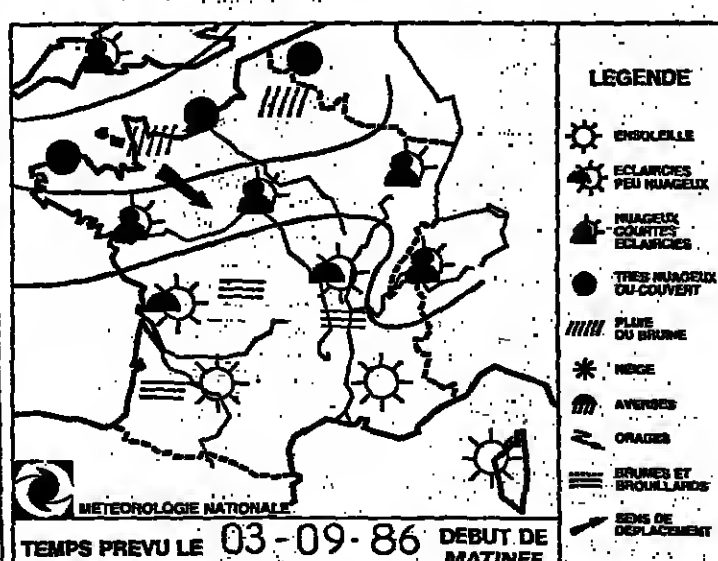 LEGENDE
ENSOLEILLE
ECLAIRCIES
PEU NUAGEUX
NUAGEUX
COURTES
ECLAIRCIES
TRES NUAGEUX
OU COUVERT
PLUIE
OU BRUINE
NEIGE
AVERSES
ORAGES
BRUMES ET
BROUILLARDS
SENS DE
DEPLACEMENT
METEOROLOGIE NATIONALE
TEMPS PREVU LE 03-09-86 DEBUT DE
MATINEE